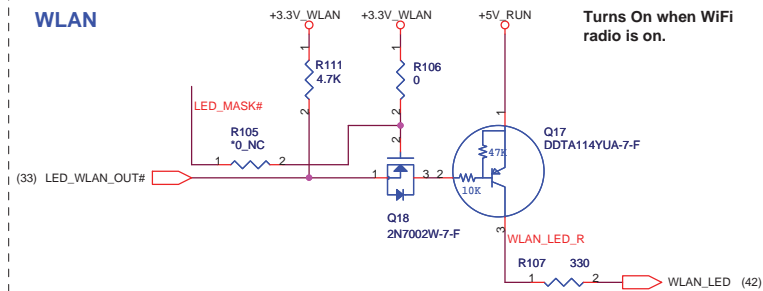 WLAN
+3.3V_WLAN
+3.3V_WLAN
+5V_RUN
Turns On when WiFi
radio is on.
1
R111
4.7K
2
1
R106
0
2
LED_MASK#
R105
*0_NC
1
2
2
1
Q17
DDTA114YUA-7-F
47K
10K
(33) LED_WLAN_OUT#
1
3
2
Q18
2N7002W-7-F
3
WLAN_LED_R
R107
330
1
2
WLAN_LED (42)